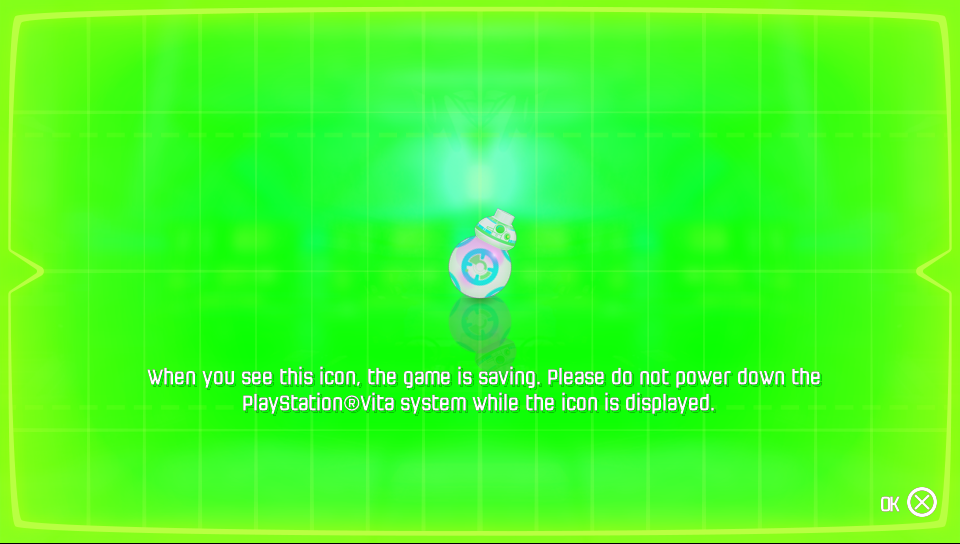 When you see this icon, the game is saving. Please do not power down the
PlayStation®Vita system while the icon is displayed.
OK